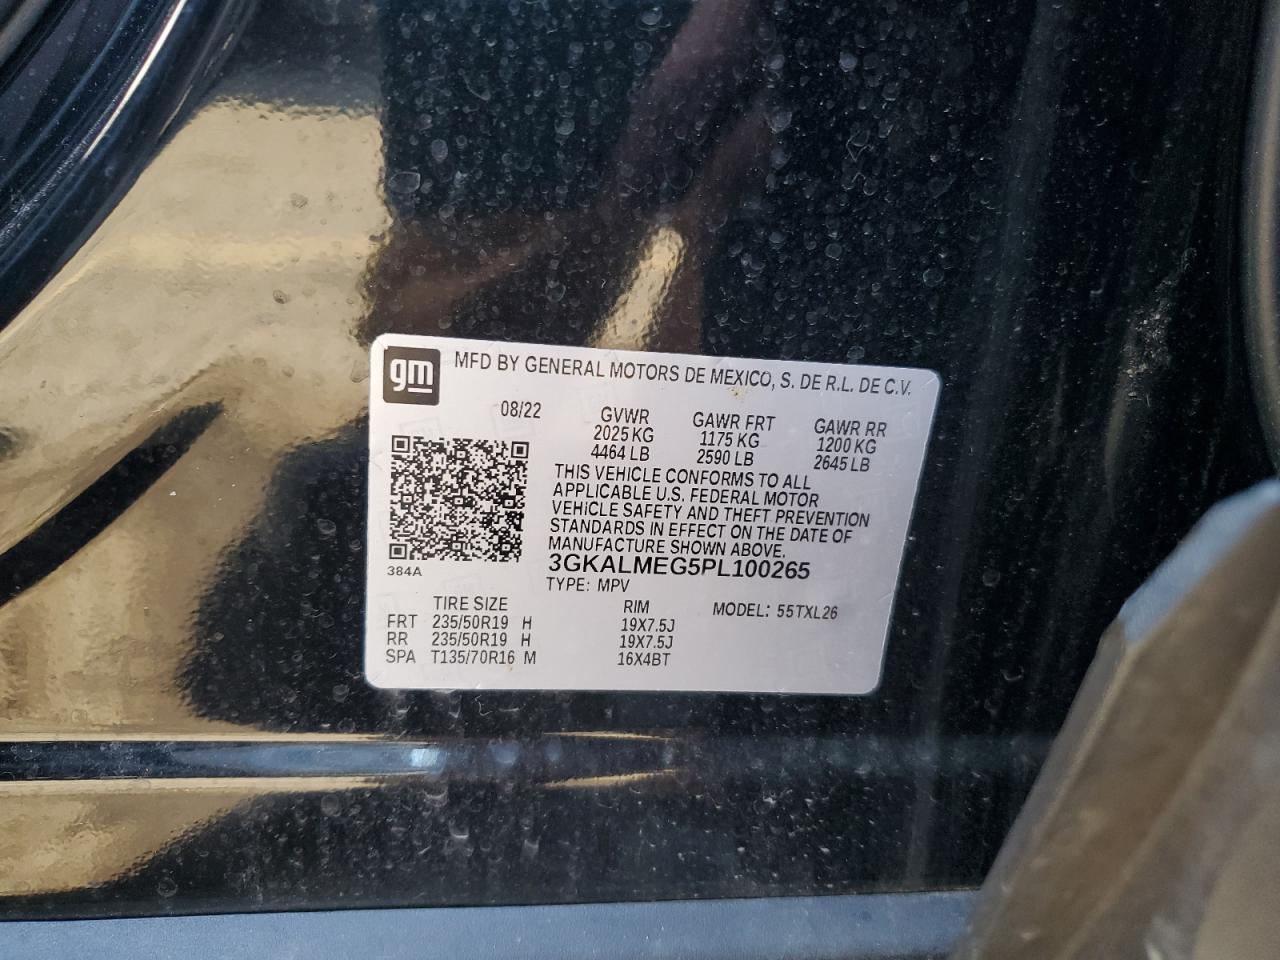 gm
MFD BY GENERAL MOTORS DE MEXICO, S. DE R.L. DE C.V.
08/22 GVWR GAWR FRT GAWR RR
2025 KG 1175 KG 1200 KG
4464 LB 2590 LB 2645 LB
THIS VEHICLE CONFORMS TO ALL
APPLICABLE U.S. FEDERAL MOTOR
VEHICLE SAFETY AND THEFT PREVENTION
STANDARDS IN EFFECT ON THE DATE OF
MANUFACTURE SHOWN ABOVE.
3GKALMEG5PL100265
384A
TYPE: MPV
TIRE SIZE RIM MODEL: 55TXL26
FRT 235/50R19 H 19X7.5J
RR 235/50R19 H 19X7.5J
SPA T135/70R16 M 16X4BT